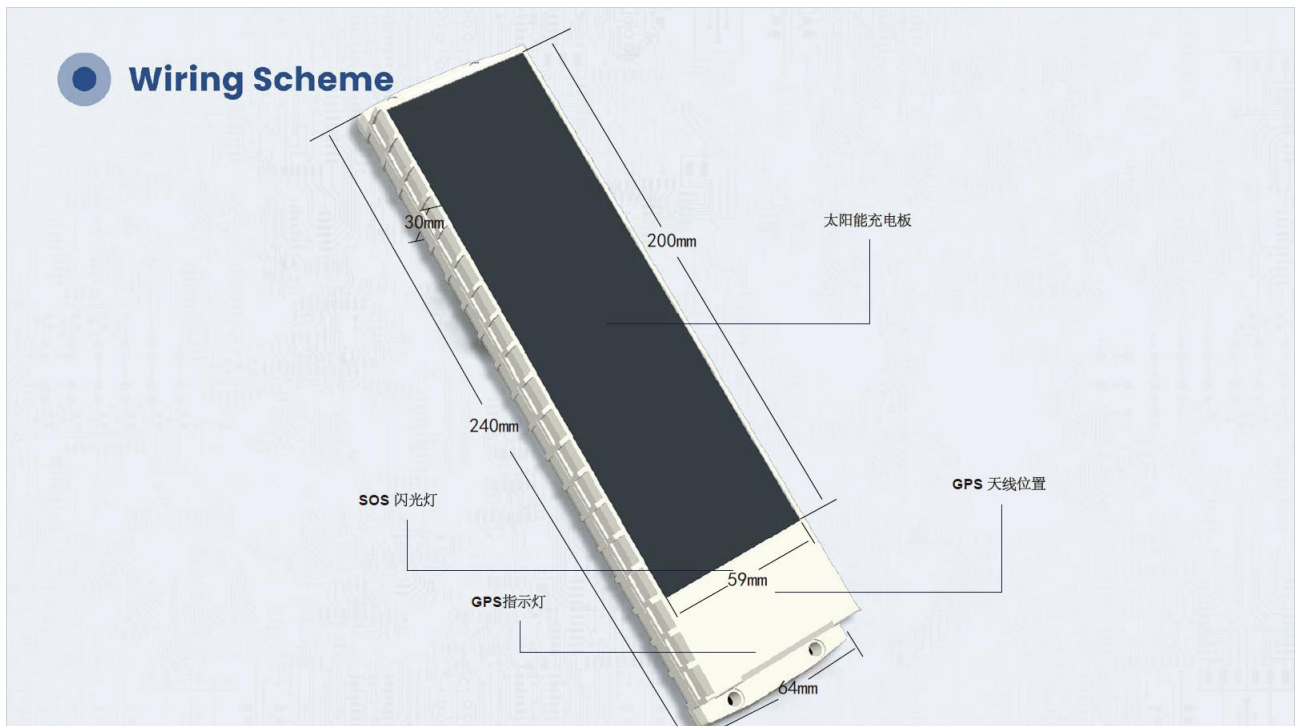 Wiring Scheme
30mm
太阳能充电板
200mm
240mm
GPS 天线位置
SOS 闪光灯
59mm
GPS指示灯
64mm